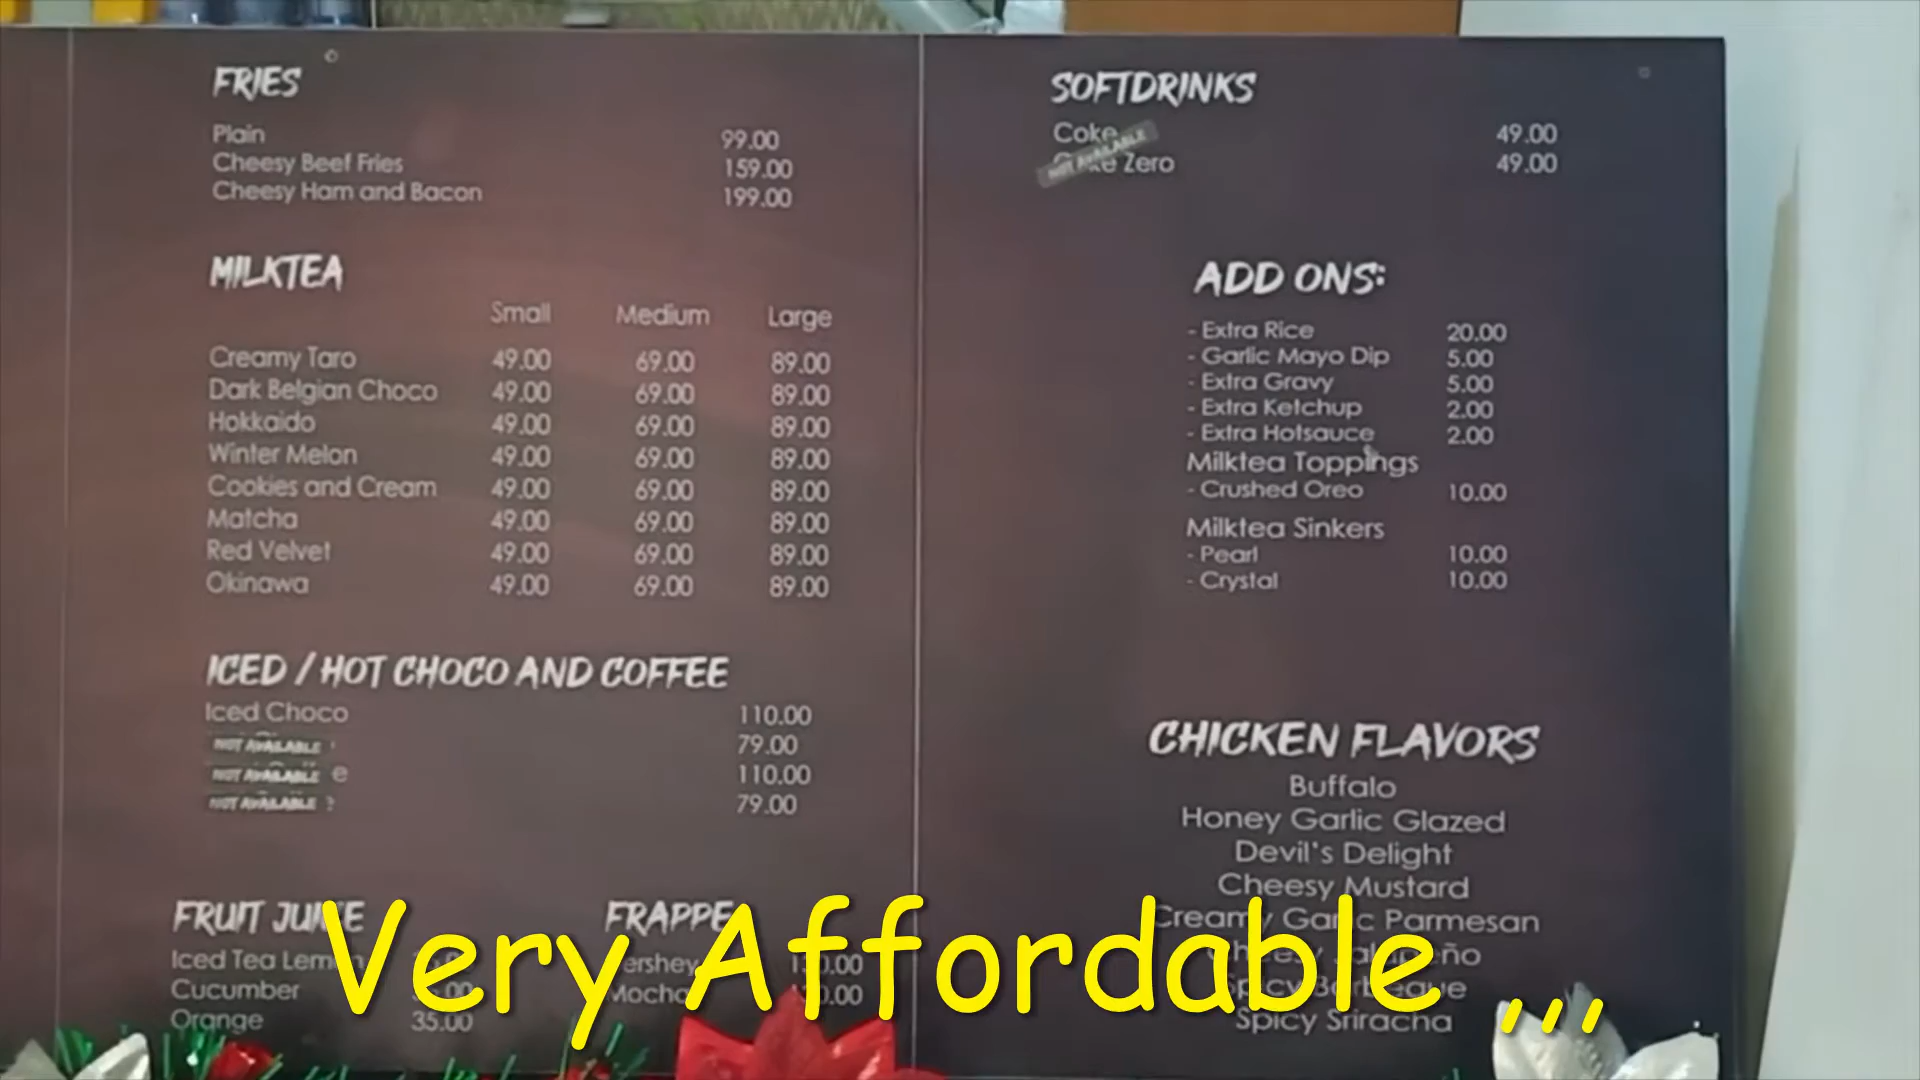 FRIES
Plain 99.00
Cheesy Beef Fries 159.00
Cheesy Ham and Bacon 199.00
MILKTEA
Small Medium Large
Creamy Taro 49.00 69.00 89.00
Dark Belgian Choco 49.00 69.00 89.00
Hokkaido 49.00 69.00 89.00
Winter Melon 49.00 69.00 89.00
Cookies and Cream 49.00 69.00 89.00
Matcha 49.00 69.00 89.00
Red Velvet 49.00 69.00 89.00
Okinawa 49.00 69.00 89.00
ICED / HOT CHOCO AND COFFEE
Iced Choco 110.00
NOT AVAILABLE 79.00
NOT AVAILABLE 110.00
NOT AVAILABLE 79.00
FRUIT JUICE
Iced Tea Lemon
Cucumber
Orange 35.00
FRAPPE
Mocha
SOFTDRINKS
Coke 49.00
NOT AVAILABLE
Zero 49.00
ADD ONS:
- Extra Rice 20.00
- Garlic Mayo Dip 5.00
- Extra Gravy 5.00
- Extra Ketchup 2.00
- Extra Hotsauce 2.00
Milktea Toppings
- Crushed Oreo 10.00
Milktea Sinkers
- Pearl 10.00
- Crystal 10.00
CHICKEN FLAVORS
Buffalo
Honey Garlic Glazed
Devil's Delight
Cheesy Mustard
Creamy Garlic Parmesan
Cheesy Jalapeño
Spicy Barbeque
Spicy Sriracha
Very Affordable ,,,